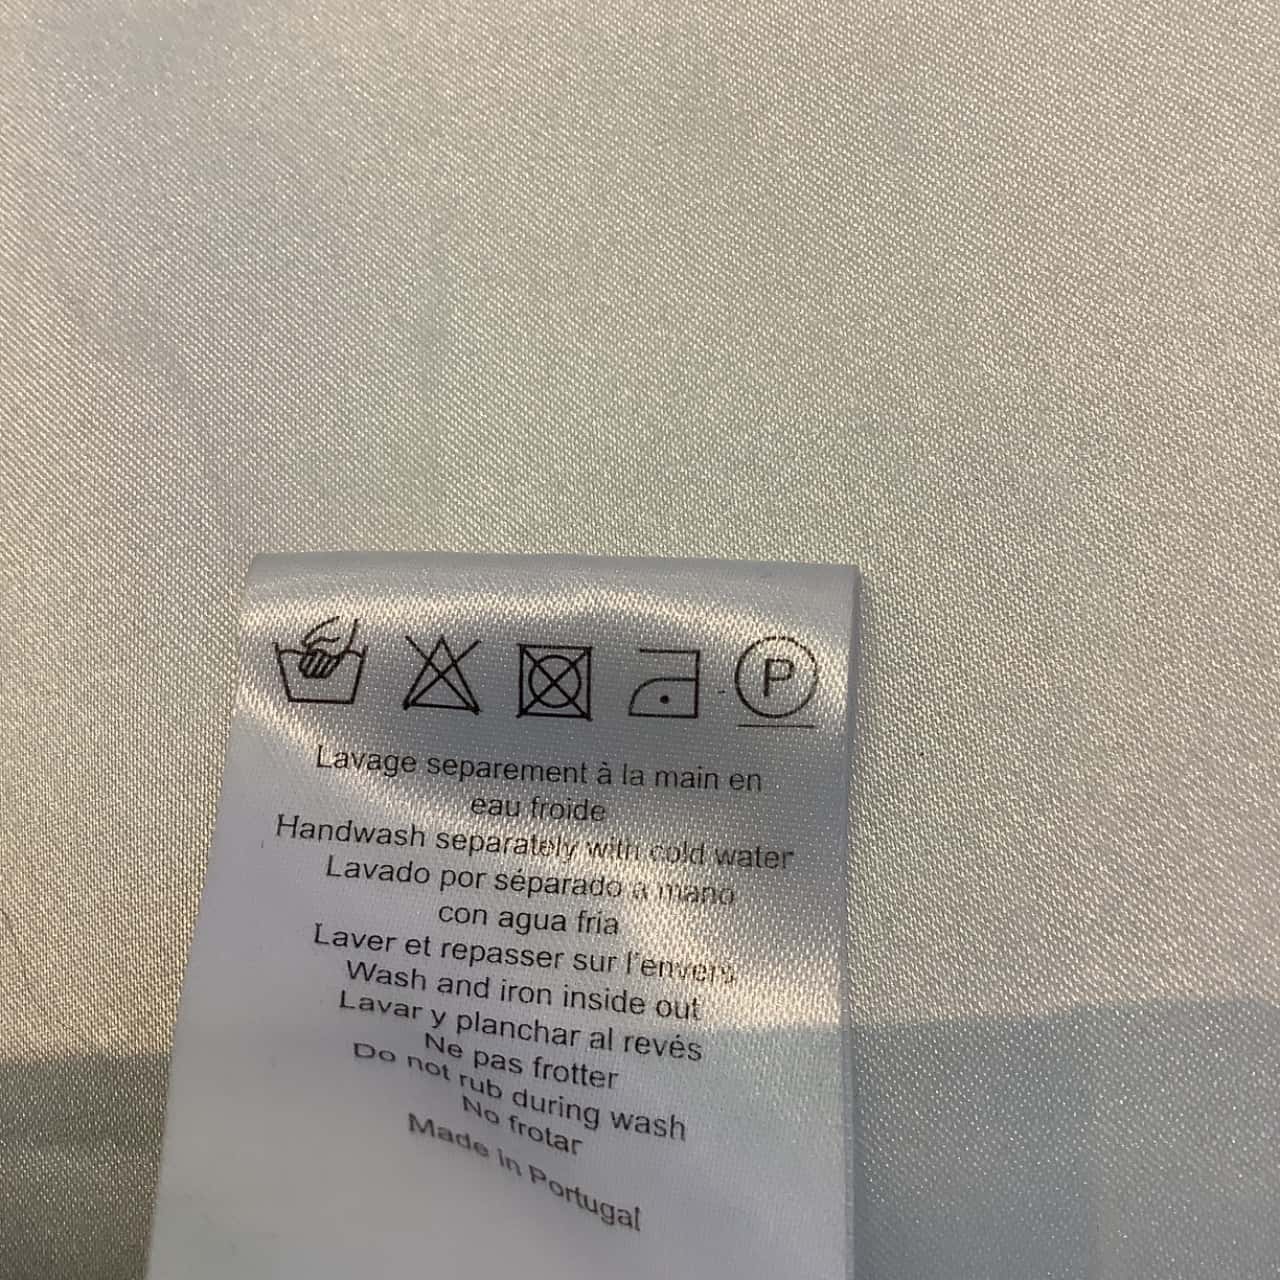 P
Lavage separement à la main en
eau froide
Handwash separately with cold water
Lavado por séparado a mano
con agua fria
Laver et repasser sur l'envers
Wash and iron inside out
Lavar y planchar al revés
Ne pas frotter
Do not rub during wash
No frotar
Made in Portugal